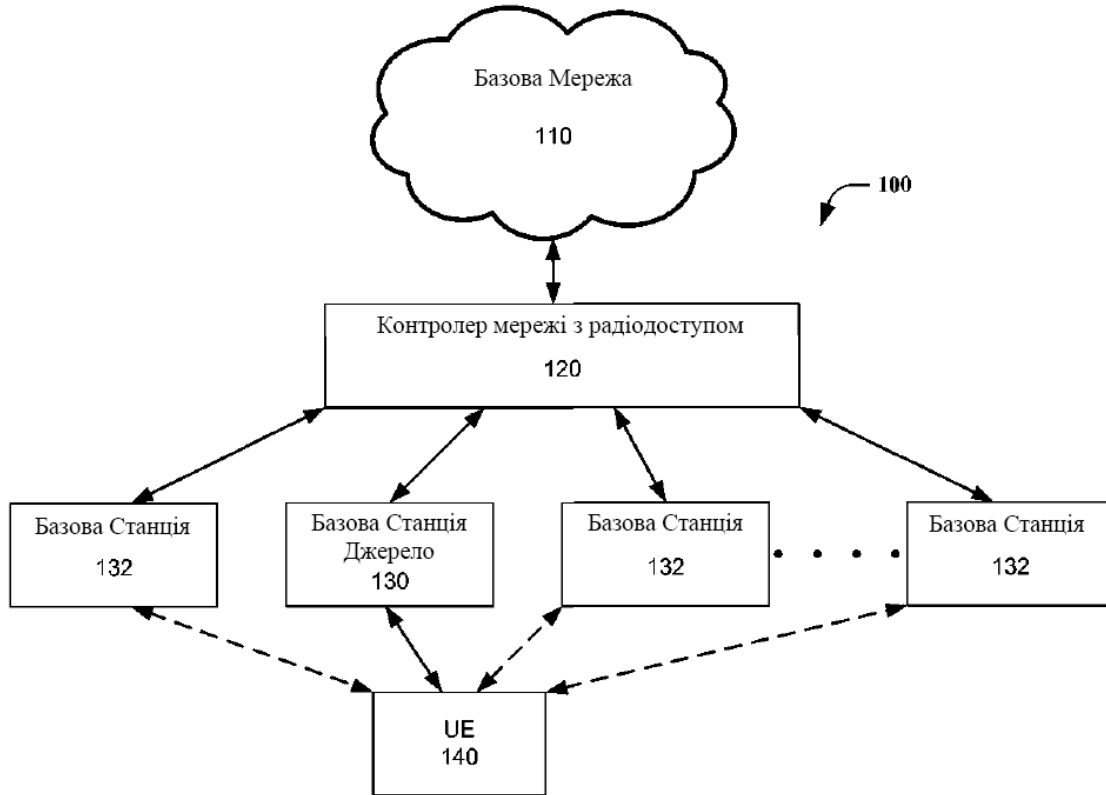 Базова Мережа
110
100
Контролер мережі з радіодоступом
120
Базова Станція
132
Базова Станція
Джерело
130
Базова Станція
132
Базова Станція
132
UE
140